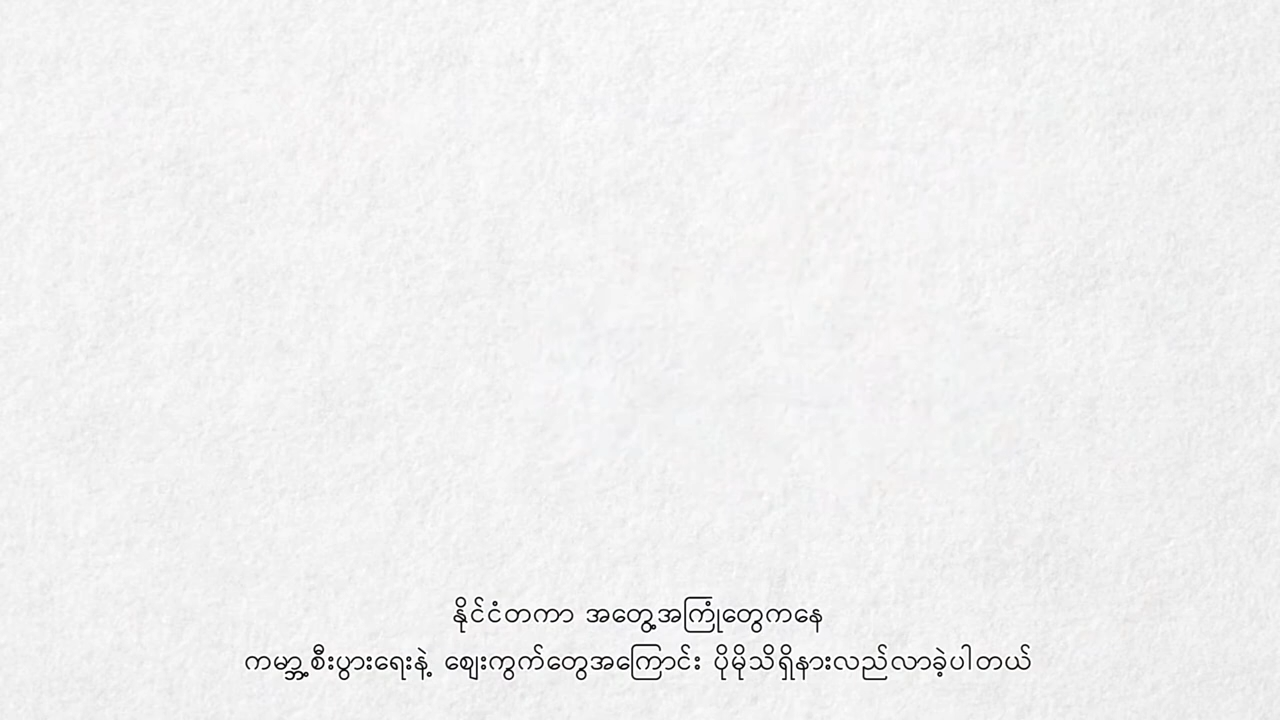 နိုင်ငံတကာ အတွေ့အကြုံတွေကနေ
ကမ္ဘာ့စီးပွားရေးနဲ့ ဈေးကွက်တွေအကြောင်း ပိုမိုသိရှိနားလည်လာခဲ့ပါတယ်